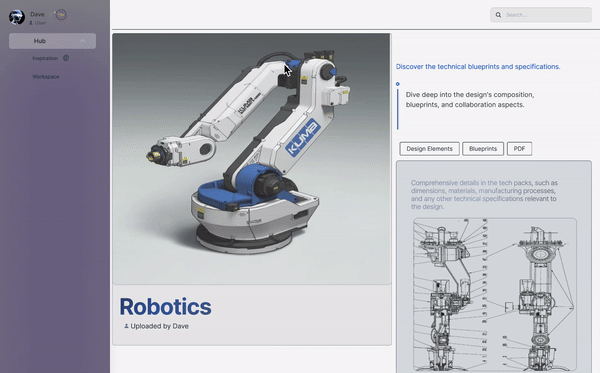 Dave
User
Search...
Hub
Inspiration
Workspace
KUMA
KUMA
Robotics
Uploaded by Dave
Discover the technical blueprints and specifications.
Dive deep into the design's composition,
blueprints, and collaboration aspects.
Design Elements
Blueprints
PDF
Comprehensive details in the tech packs, such as
dimensions, materials, manufacturing processes,
and any other technical specifications relevant to
the design.